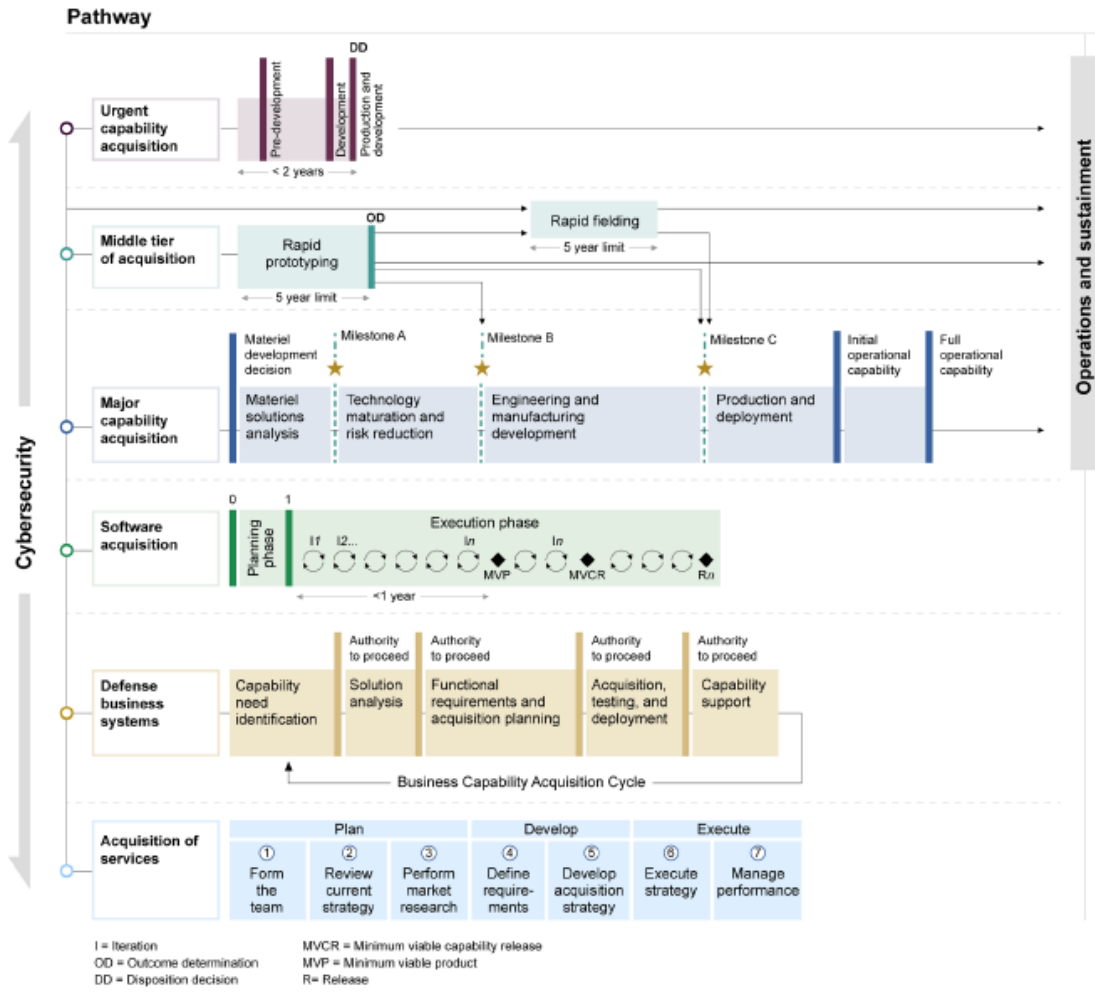 Pathway
Cybersecurity
Operations and sustainment
Urgent
capability
acquisition
DD
Pre-development
Development
Production and
development
< 2 years
Middle tier
of acquisition
Rapid
prototyping
5 year limit
OD
Rapid fielding
5 year limit
Major
capability
acquisition
Materiel
development
decision
Milestone A
Milestone B
Milestone C
Initial
operational
capability
Full
operational
capability
Materiel
solutions
analysis
Technology
maturation and
risk reduction
Engineering and
manufacturing
development
Production and
deployment
Software
acquisition
0
1
Planning
phase
Execution phase
I1
I2...
In
In
MVP
MVCR
Rn
<1 year
Defense
business
systems
Authority
to proceed
Authority
to proceed
Authority
to proceed
Authority
to proceed
Capability
need
identification
Solution
analysis
Functional
requirements and
acquisition planning
Acquisition,
testing, and
deployment
Capability
support
Business Capability Acquisition Cycle
Acquisition of
services
Plan
Develop
Execute
1
Form
the
team
2
Review
current
strategy
3
Perform
market
research
4
Define
require-
ments
5
Develop
acquisition
strategy
6
Execute
strategy
7
Manage
performance
I = Iteration
OD = Outcome determination
DD = Disposition decision
MVCR = Minimum viable capability release
MVP = Minimum viable product
R= Release